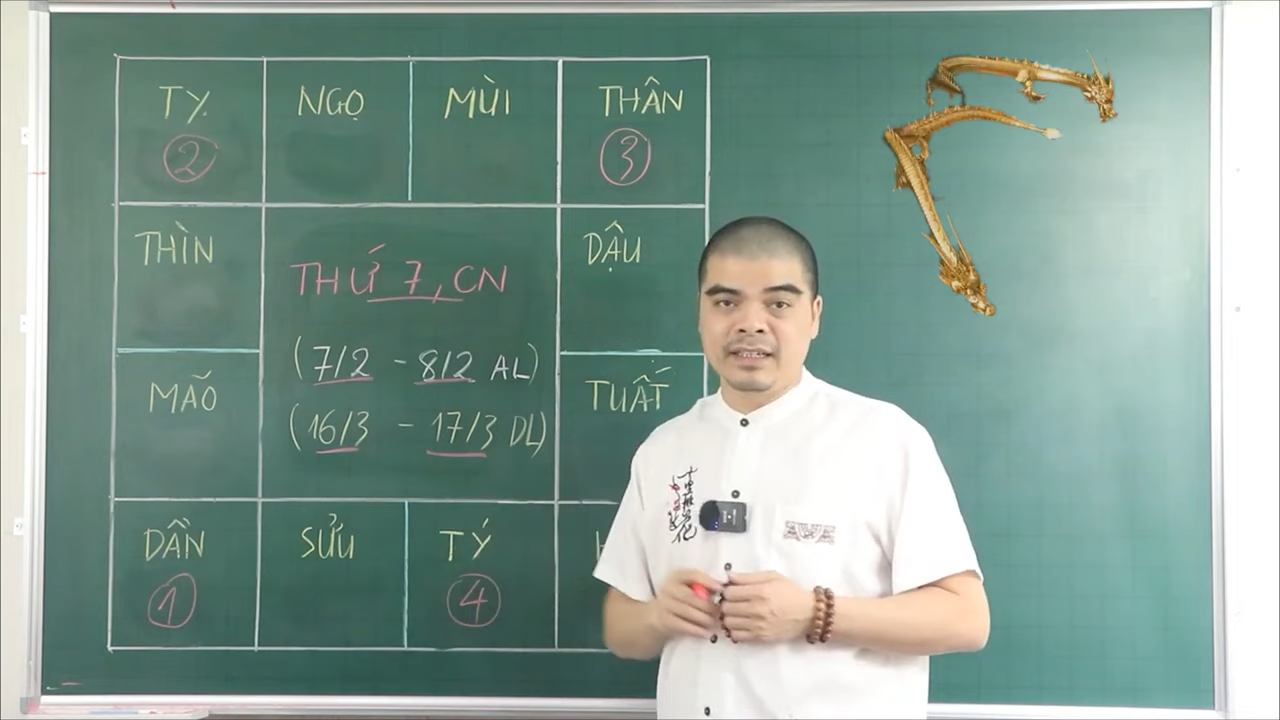 TỴ
NGỌ
MÙI
THÂN
2
3
THÌN
DẬU
THỨ 7, CN
(7/2 - 8/2 AL)
MÃO
TUẤT
(16/3 - 17/3 DL)
DẦN
SỬU
TÝ
1
4